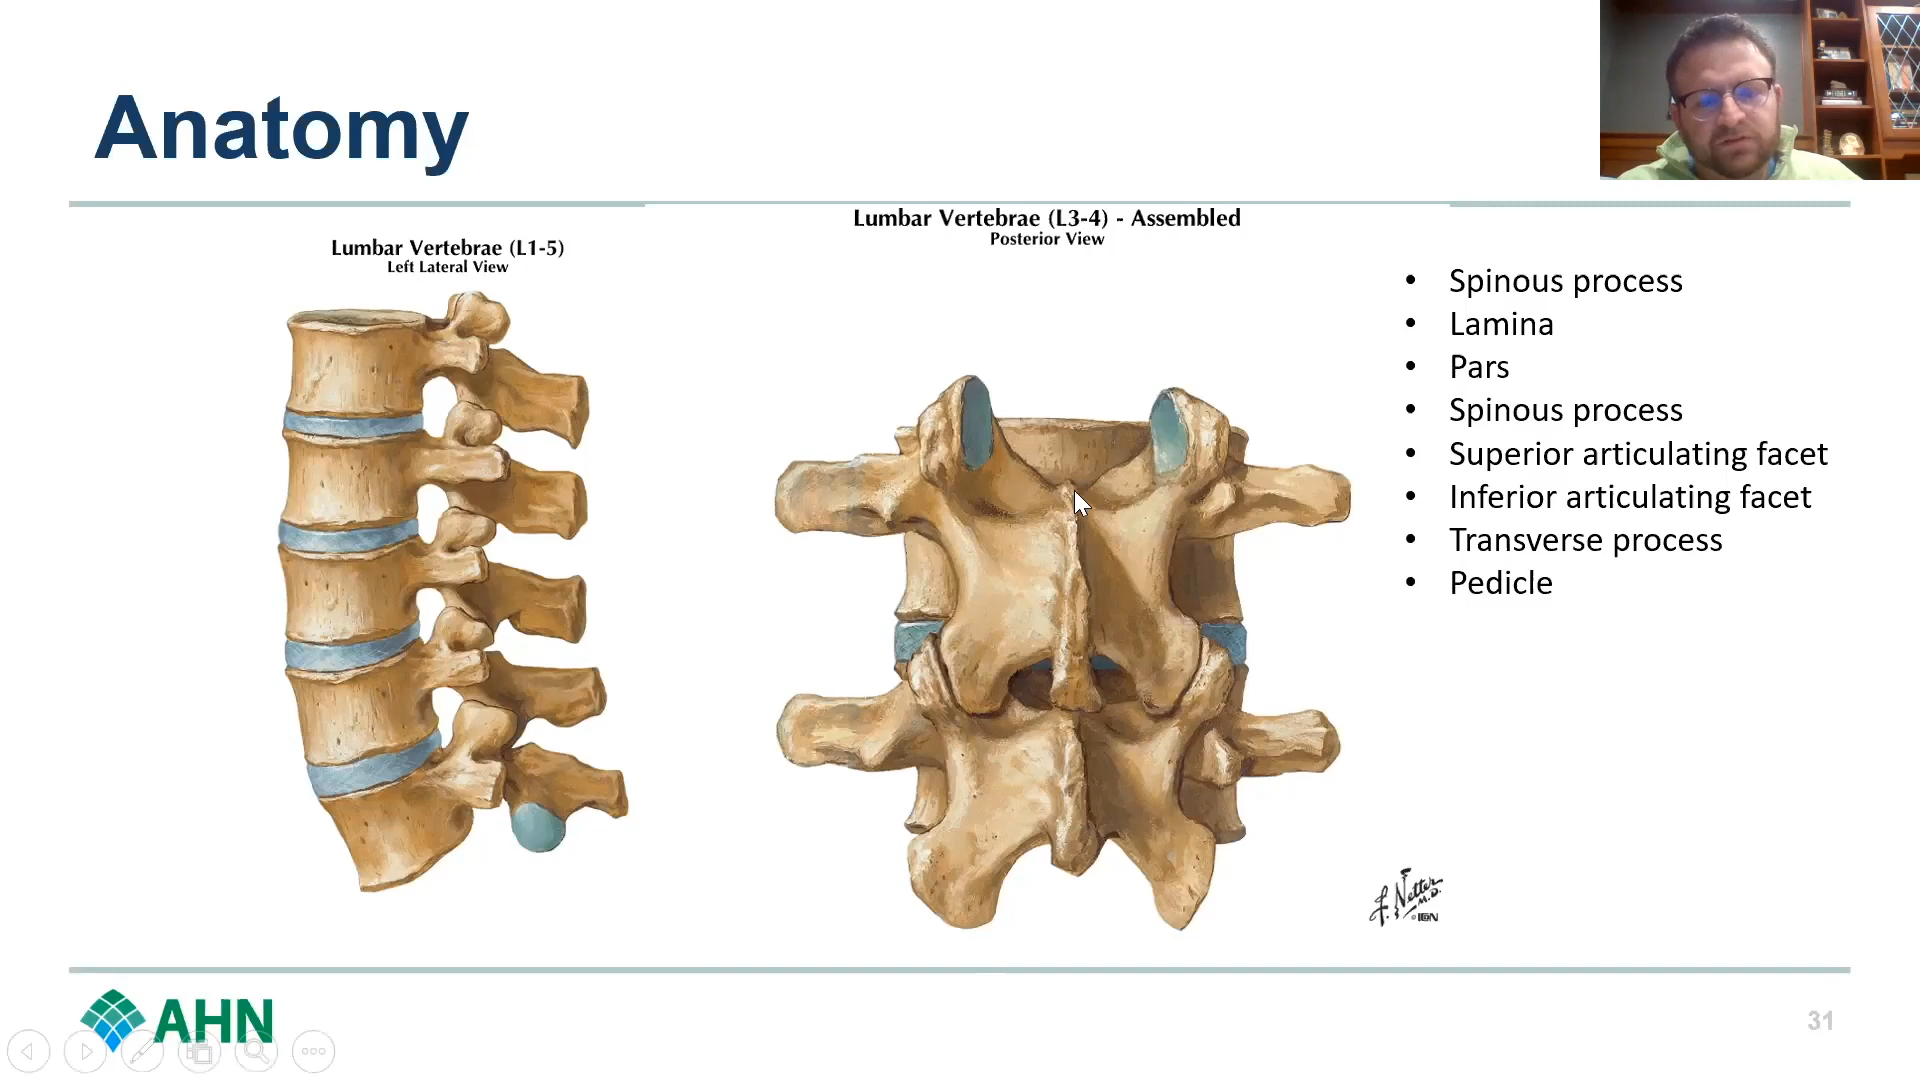 Anatomy
Lumbar Vertebrae (L1-5)
Left Lateral View
Lumbar Vertebrae (L3-4) - Assembled
Posterior View
• Spinous process
• Lamina
• Pars
• Spinous process
• Superior articulating facet
• Inferior articulating facet
• Transverse process
• Pedicle
F. Netter
M.D.
AHN
31